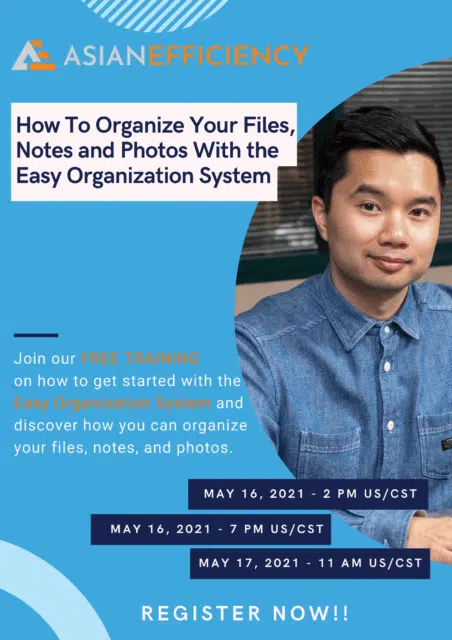 ASIANEFFICIENCY
How To Organize Your Files,
Notes and Photos With the
Easy Organization System
Join our FREE TRAINING
on how to get started with the
Easy Organization System and
discover how you can organize
your files, notes, and photos.
MAY 16, 2021 - 2 PM US/CST
MAY 16, 2021 - 7 PM US/CST
MAY 17, 2021 - 11 AM US/CST
REGISTER NOW!!